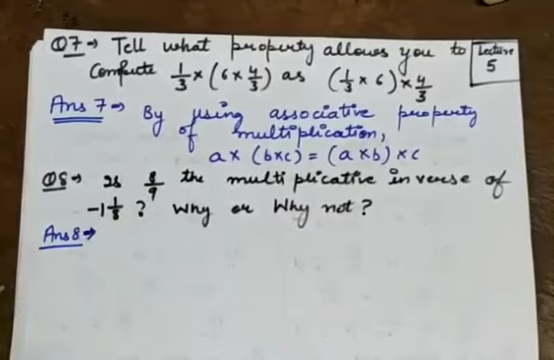 Q7→ Tell what property allows you to
Compute 1/3 × (6 × 4/3) as (1/3 × 6) × 4/3
Lecture
5
Ans 7→ By using associative property
of multiplication,
a × (b×c) = (a×b) × c
Q8→ Is 8/9 the multiplicative inverse of
-1 1/8 ? Why or Why not ?
Ans 8→